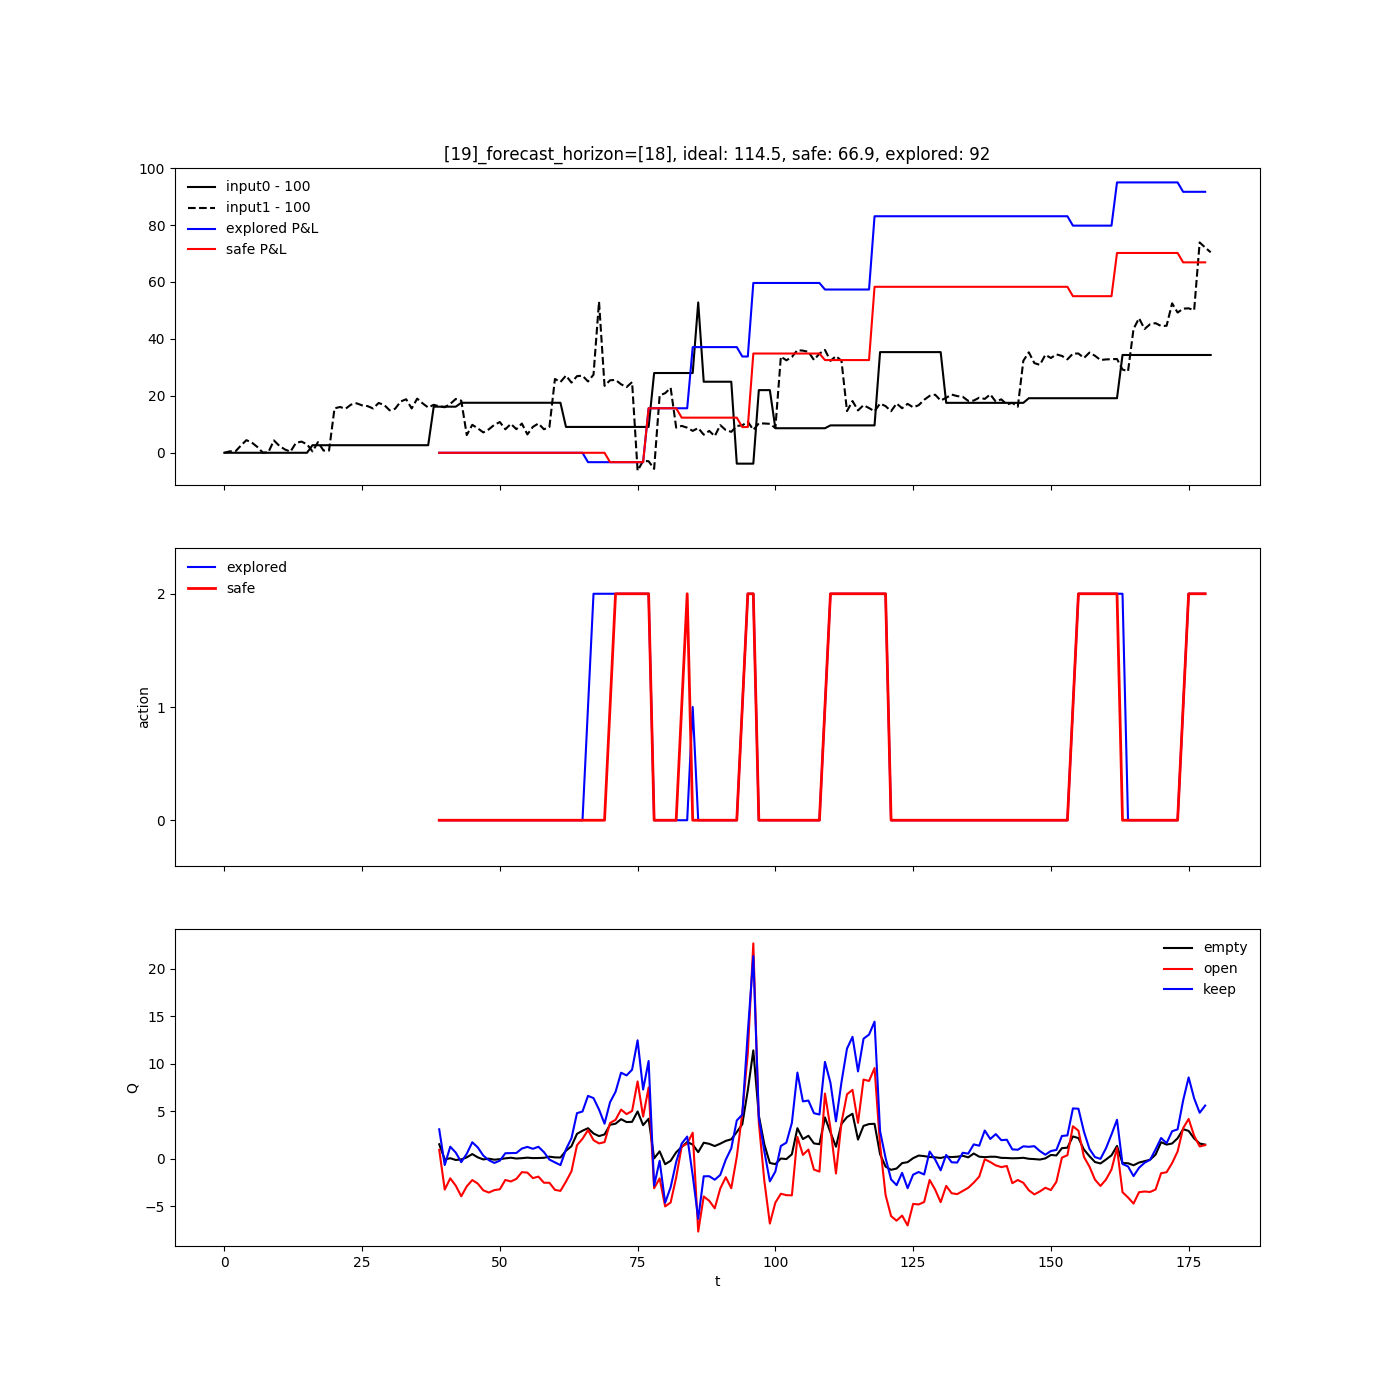 [19]_forecast_horizon=[18], ideal: 114.5, safe: 66.9, explored: 92
100
80
60
40
20
0
input0 - 100
input1 - 100
explored P&L
safe P&L
2
1
0
action
explored
safe
20
15
10
5
0
−5
Q
empty
open
keep
0 25 50 75 100 125 150 175
t